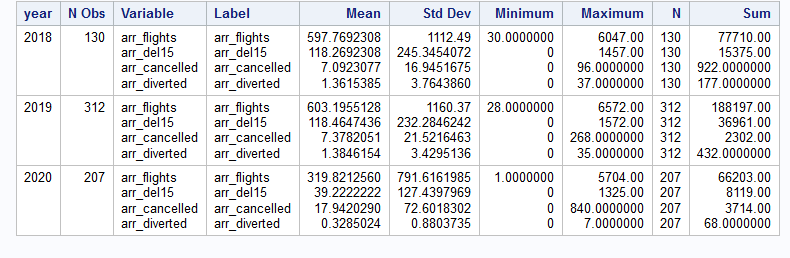 year N Obs Variable Label Mean Std Dev Minimum Maximum N Sum
2018 130 arr_flights arr_flights 597.7692308 1112.49 30.0000000 6047.00 130 77710.00
arr_del15 arr_del15 118.2692308 245.3454072 0 1457.00 130 15375.00
arr_cancelled arr_cancelled 7.0923077 16.9451675 0 96.0000000 130 922.0000000
arr_diverted arr_diverted 1.3615385 3.7643860 0 37.0000000 130 177.0000000
2019 312 arr_flights arr_flights 603.1955128 1160.37 28.0000000 6572.00 312 188197.00
arr_del15 arr_del15 118.4647436 232.2846242 0 1572.00 312 36961.00
arr_cancelled arr_cancelled 7.3782051 21.5216463 0 268.0000000 312 2302.00
arr_diverted arr_diverted 1.3846154 3.4295136 0 35.0000000 312 432.0000000
2020 207 arr_flights arr_flights 319.8212560 791.6161985 1.0000000 5704.00 207 66203.00
arr_del15 arr_del15 39.2222222 127.4397969 0 1325.00 207 8119.00
arr_cancelled arr_cancelled 17.9420290 72.6018302 0 840.0000000 207 3714.00
arr_diverted arr_diverted 0.3285024 0.8803735 0 7.0000000 207 68.0000000